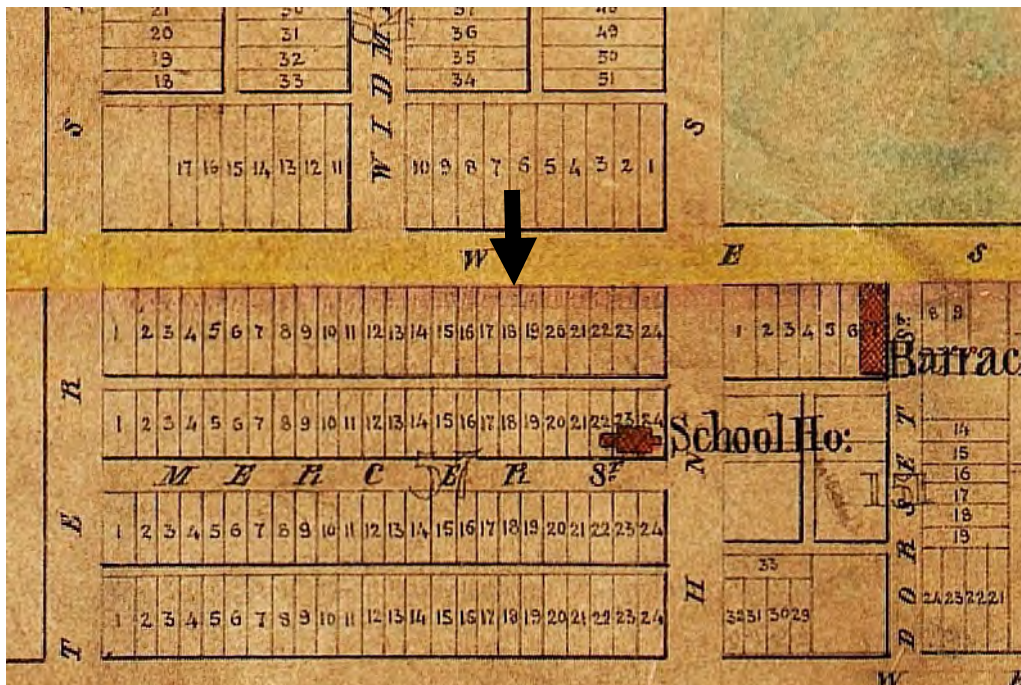 20 31 36 49
19 32 35 50
18 33 34 51
W I D M
S S
17 16 15 14 13 12 11 10 9 8 7 6 5 4 3 2 1
W E S
1 2 3 4 5 6 7 8 9 10 11 12 13 14 15 16 17 18 19 20 21 22 23 24
1 2 3 4 5 6 7
8 9
Sᵗ
Barrac
R
1 2 3 4 5 6 7 8 9 10 11 12 13 14 15 16 17 18 19 20 21 22 23 24
School Ho:
14
15
16
17
18
19
M E R C E R Sᵗ
N
1 2 3 4 5 6 7 8 9 10 11 12 13 14 15 16 17 18 19 20 21 22 23 24
E
33
H
32 31 30 29
24 23 22 21
DORSET
1 2 3 4 5 6 7 8 9 10 11 12 13 14 15 16 17 18 19 20 21 22 23 24
T
W